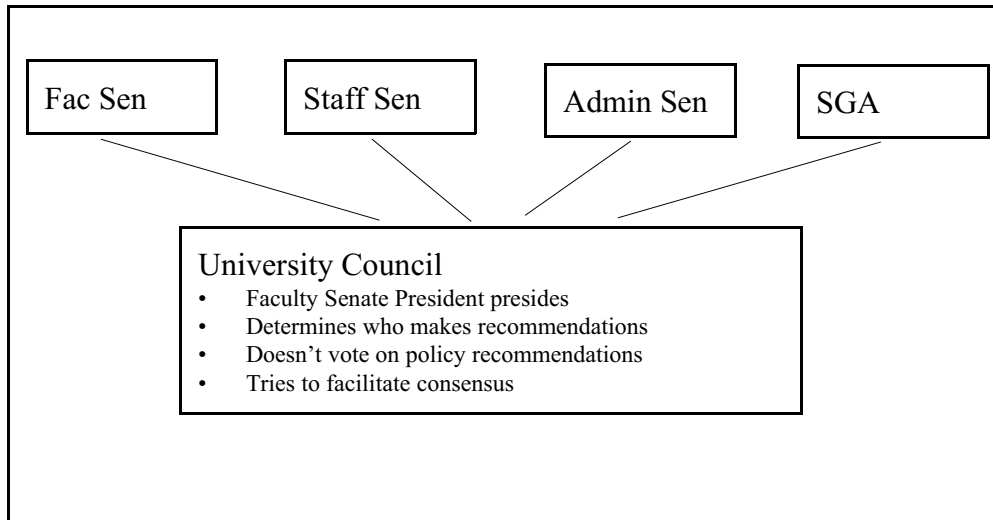 Fac Sen
Staff Sen
Admin Sen
SGA
University Council
• Faculty Senate President presides
• Determines who makes recommendations
• Doesn’t vote on policy recommendations
• Tries to facilitate consensus